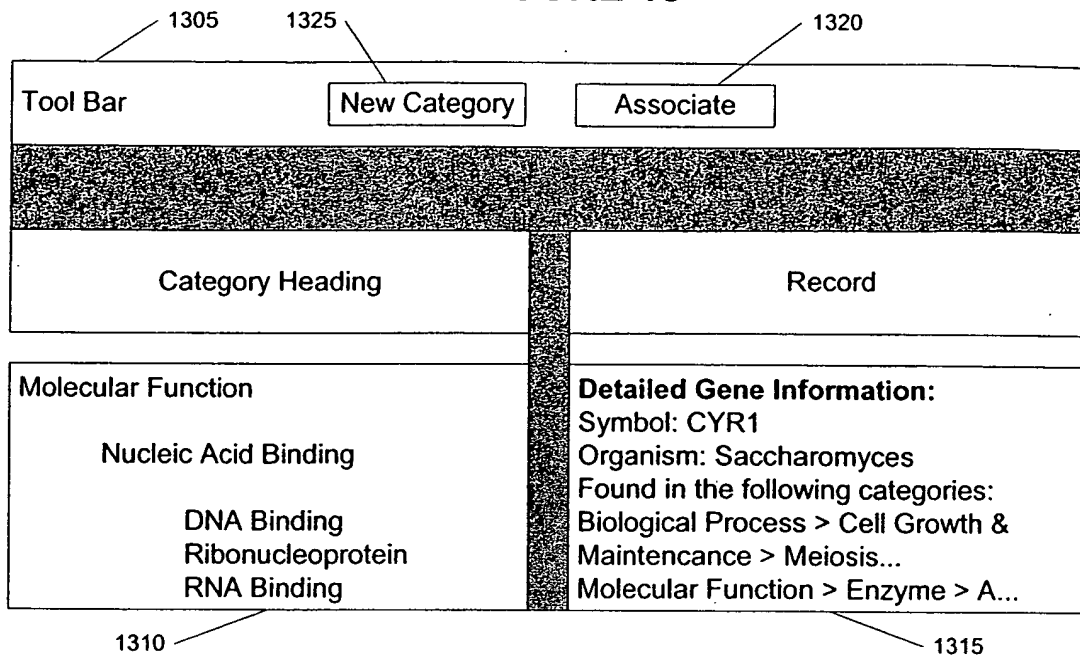 1305 1325 1320
Tool Bar New Category Associate
Category Heading Record
Molecular Function
Nucleic Acid Binding
DNA Binding
Ribonucleoprotein
RNA Binding
Detailed Gene Information:
Symbol: CYR1
Organism: Saccharomyces
Found in the following categories:
Biological Process > Cell Growth &
Maintencance > Meiosis...
Molecular Function > Enzyme > A...
1310 1315